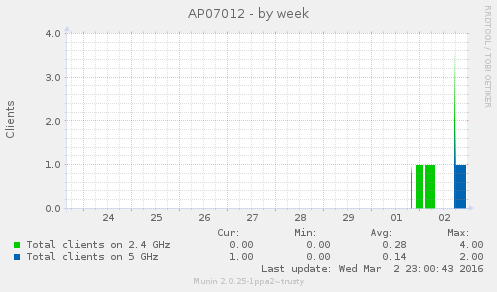 AP07012 - by week
RRDTOOL / TOBI OETIKER
Clients
4.0
3.0
2.0
1.0
0.0
24 25 26 27 28 29 01 02
Cur: Min: Avg: Max:
Total clients on 2.4 GHz 0.00 0.00 0.28 4.00
Total clients on 5 GHz 1.00 0.00 0.14 2.00
Last update: Wed Mar 2 23:00:43 2016
Munin 2.0.25-1ppa2~trusty